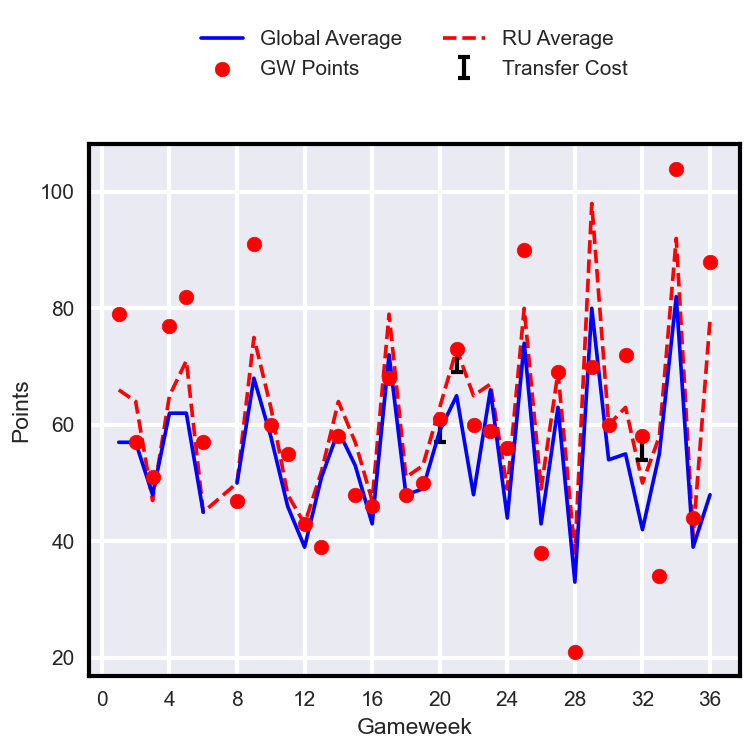 Global Average RU Average
GW Points Transfer Cost
100
80
60
40
20
Points
0 4 8 12 16 20 24 28 32 36
Gameweek